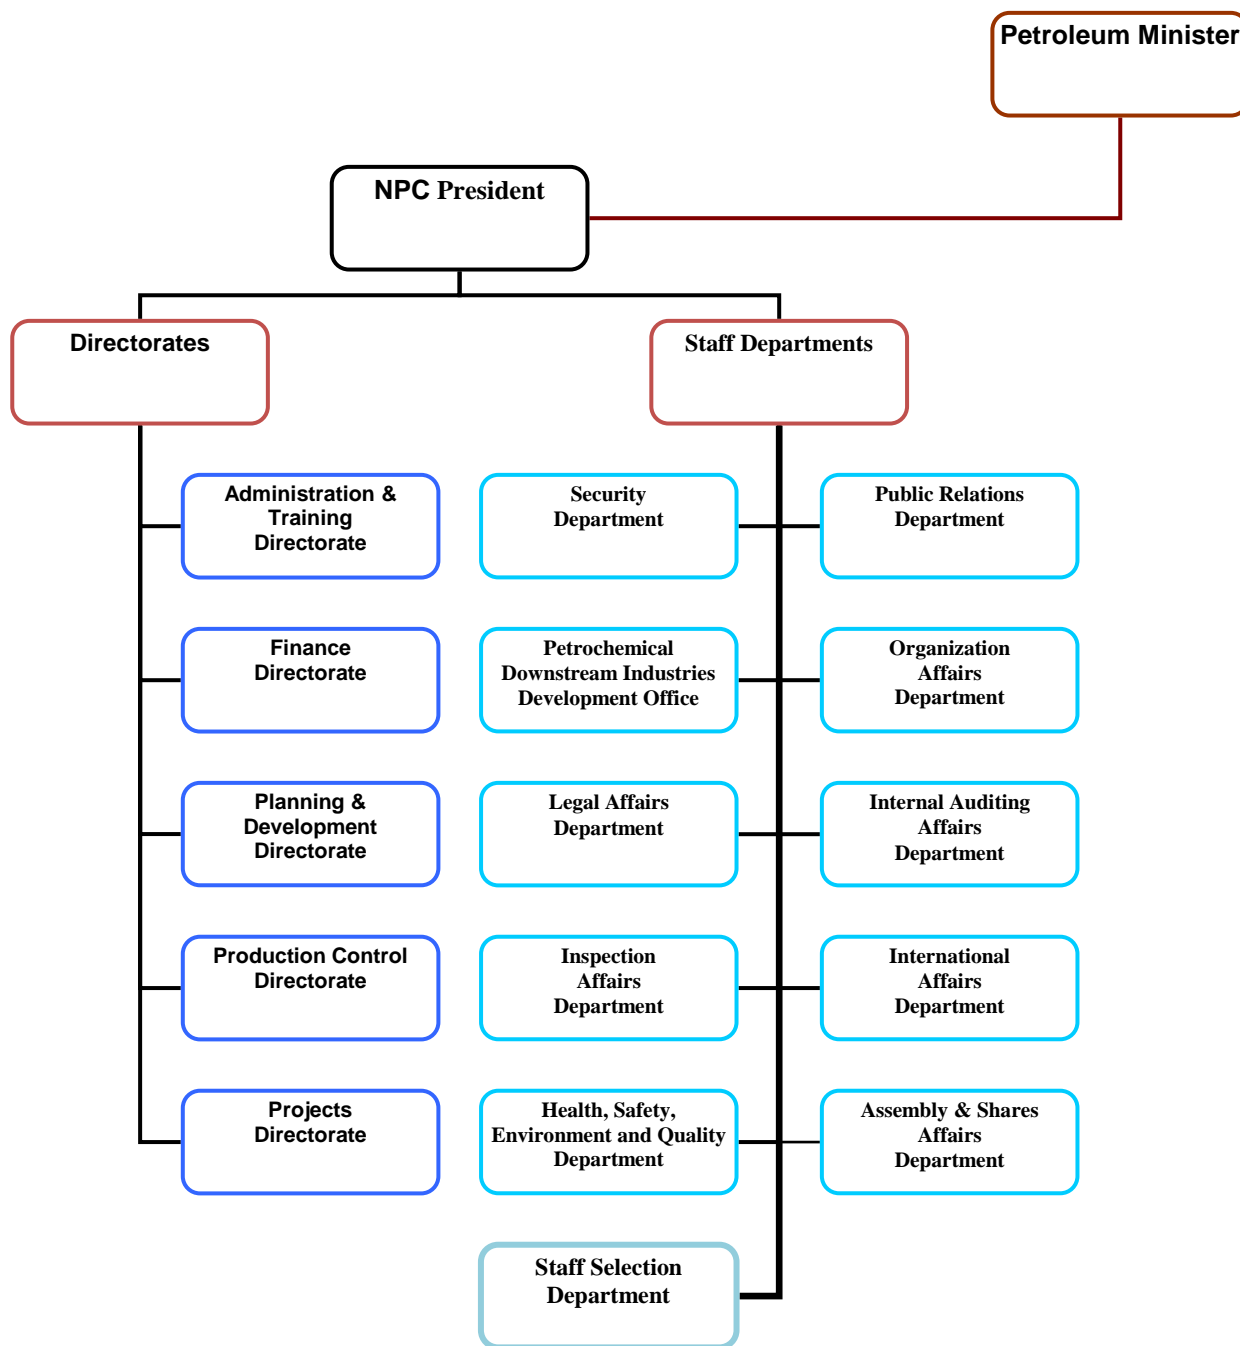 Petroleum Minister
NPC President
Directorates
Staff Departments
Administration &
Training
Directorate
Security
Department
Public Relations
Department
Finance
Directorate
Petrochemical
Downstream Industries
Development Office
Organization
Affairs
Department
Planning &
Development
Directorate
Legal Affairs
Department
Internal Auditing
Affairs
Department
Production Control
Directorate
Inspection
Affairs
Department
International
Affairs
Department
Projects
Directorate
Health, Safety,
Environment and Quality
Department
Assembly & Shares
Affairs
Department
Staff Selection
Department